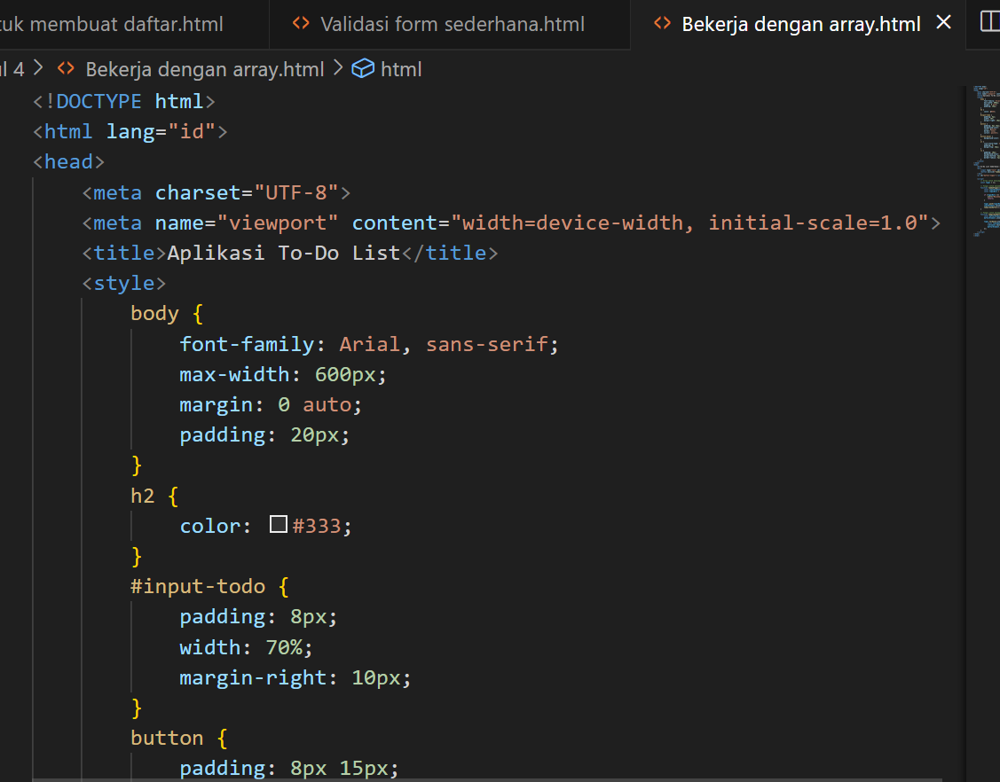 tuk membuat daftar.html
Validasi form sederhana.html
Bekerja dengan array.html
ul 4 > Bekerja dengan array.html > html
<!DOCTYPE html>
<html lang="id">
<head>
    <meta charset="UTF-8">
    <meta name="viewport" content="width=device-width, initial-scale=1.0">
    <title>Aplikasi To-Do List</title>
    <style>
        body {
            font-family: Arial, sans-serif;
            max-width: 600px;
            margin: 0 auto;
            padding: 20px;
        }
        h2 {
            color: #333;
        }
        #input-todo {
            padding: 8px;
            width: 70%;
            margin-right: 10px;
        }
        button {
            padding: 8px 15px;